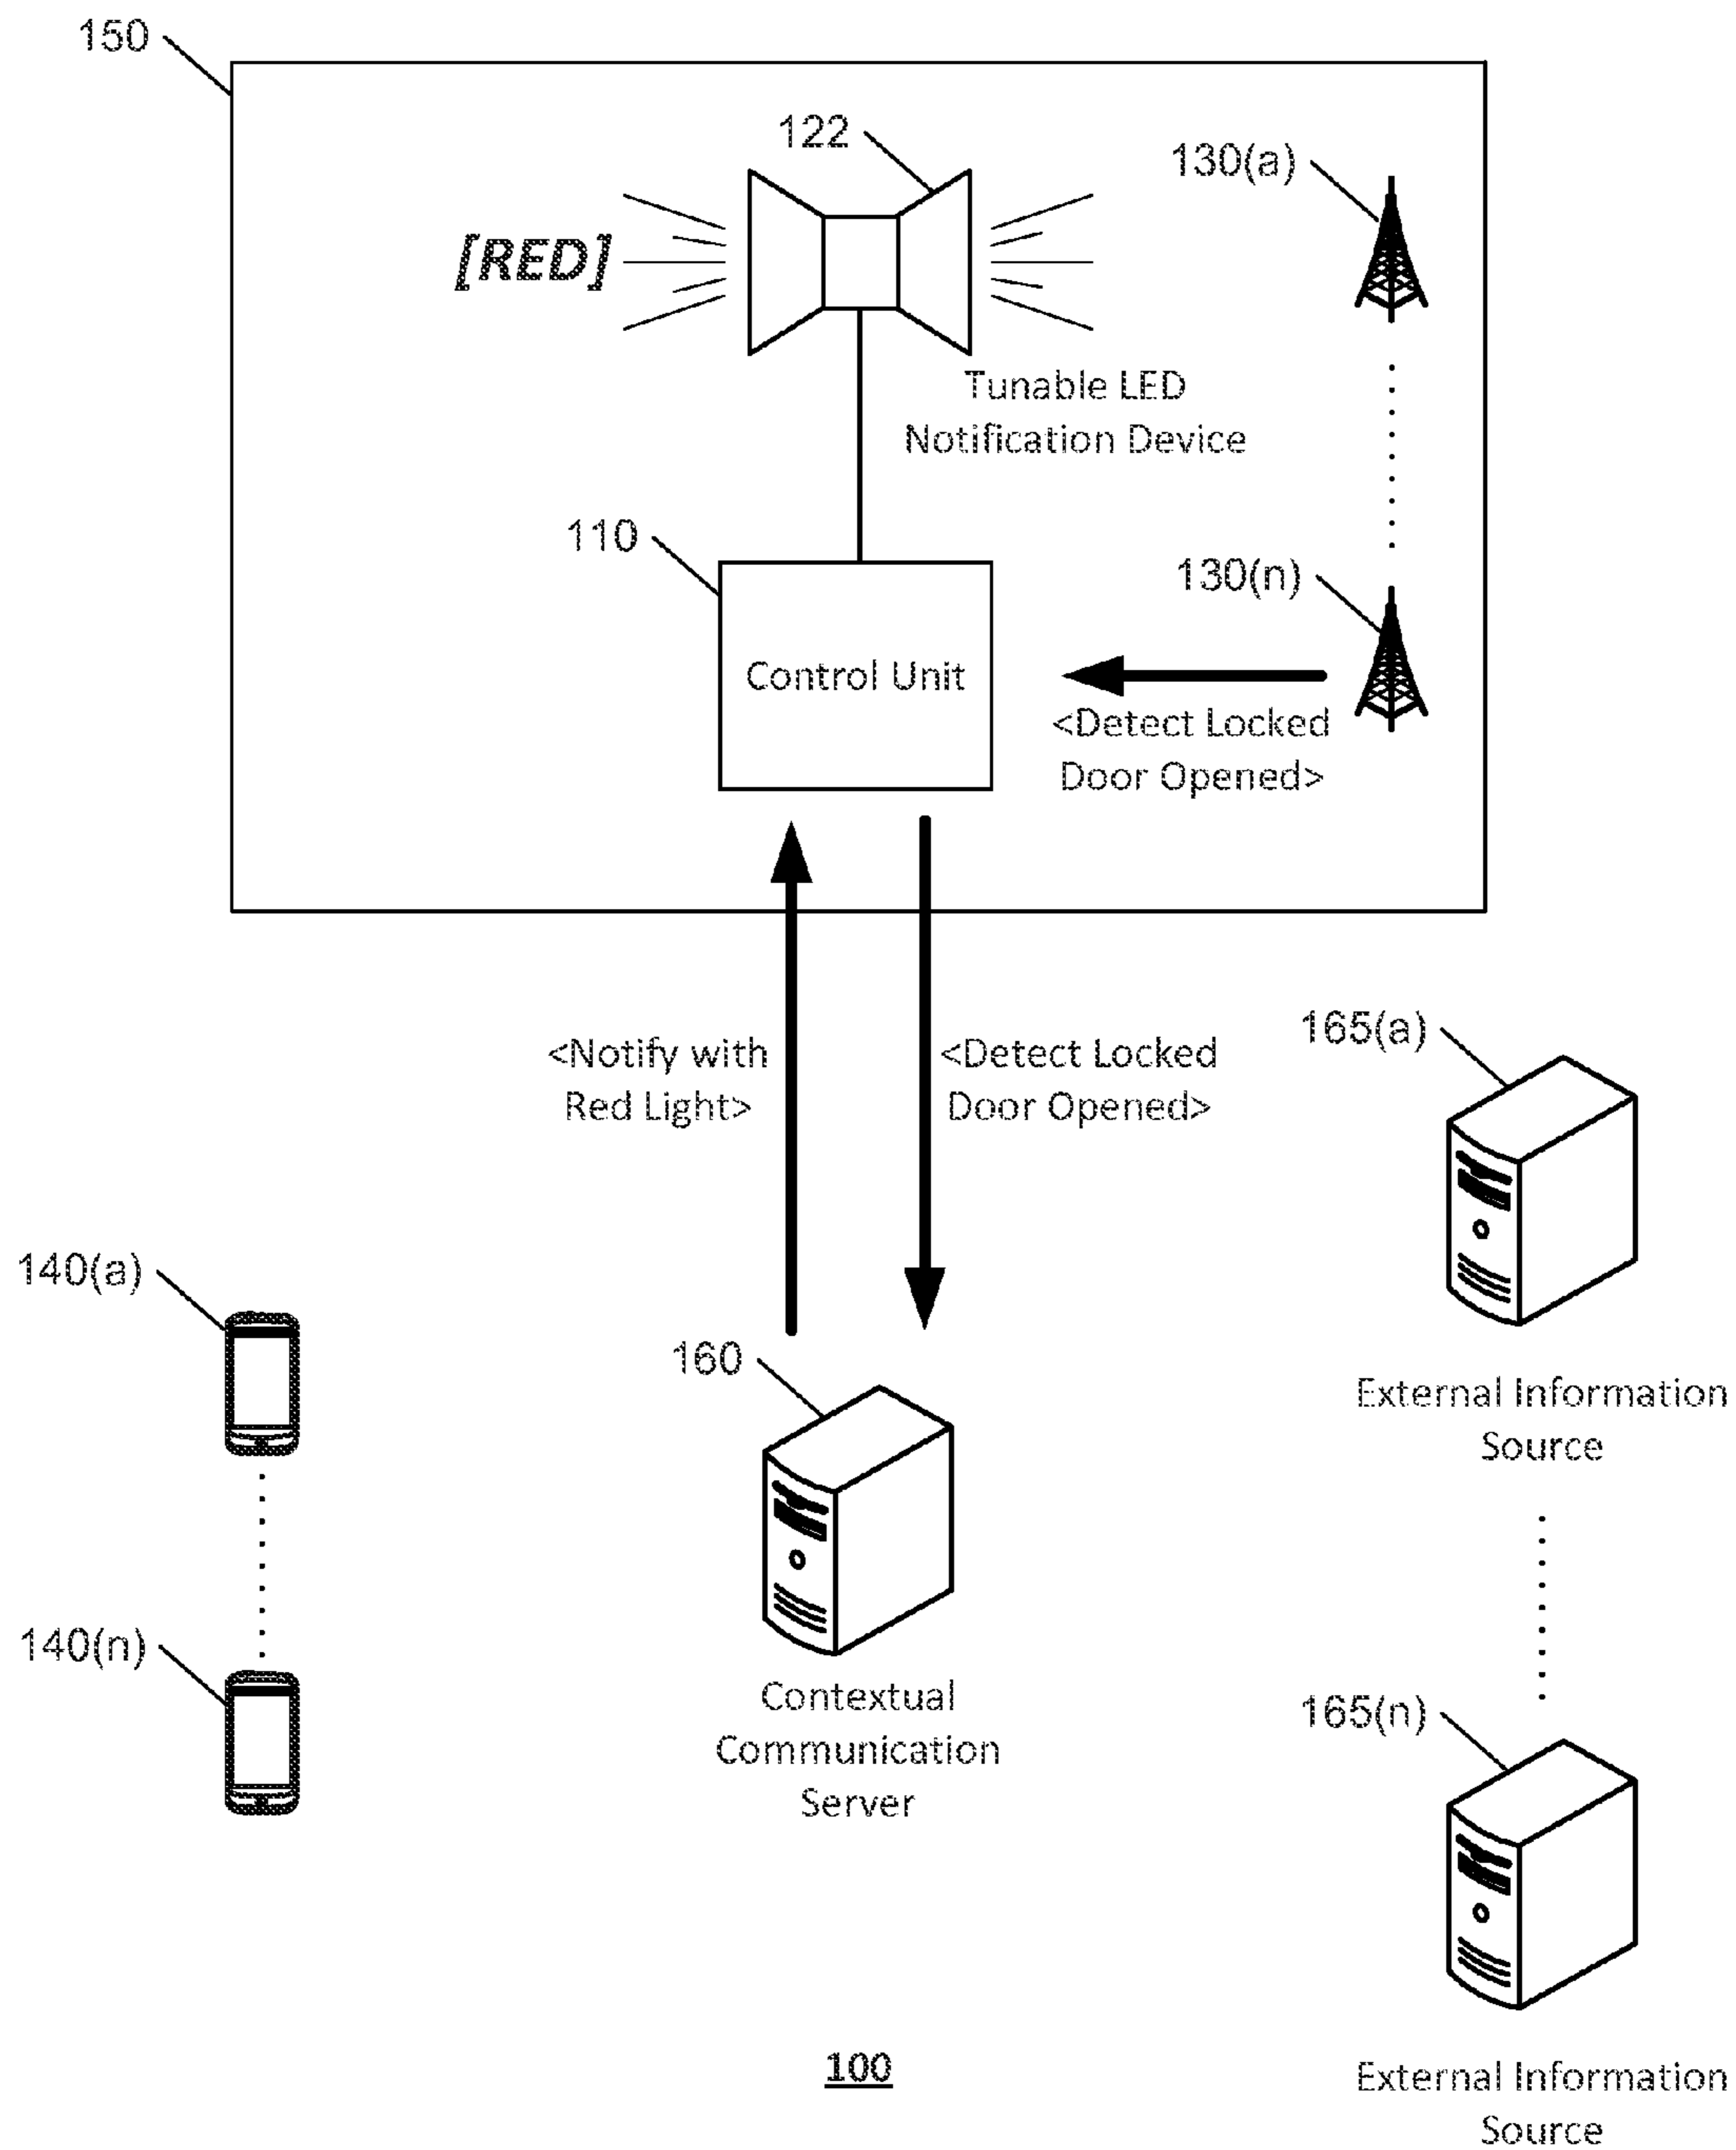 150
122
130(a)
[RED]
Tunable LED
Notification Device
110
130(n)
Control Unit
<Detect Locked
Door Opened>
<Notify with
Red Light>
<Detect Locked
Door Opened>
165(a)
140(a)
160
External Information
Source
140(n)
Contextual
Communication
Server
165(n)
100
External Information
Source